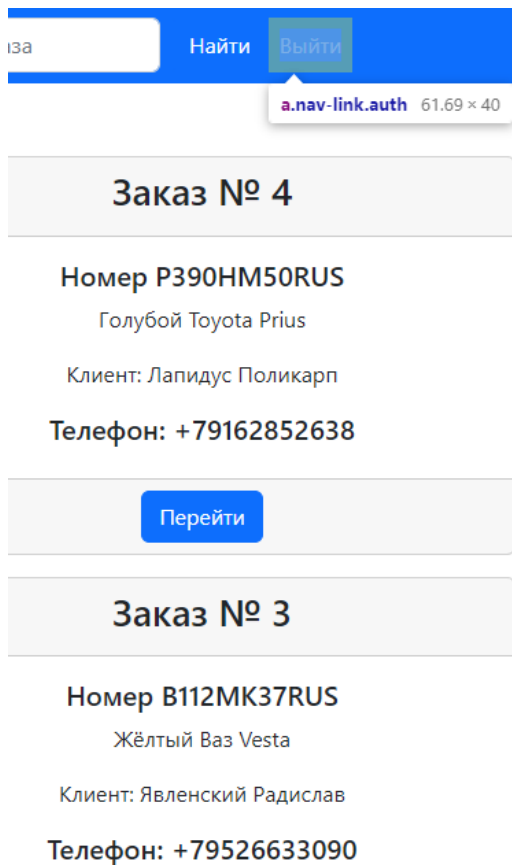 аза Найти Выйти
a.nav-link.auth 61.69 × 40
Заказ № 4
Номер Р390НМ50RUS
Голубой Toyota Prius
Клиент: Лапидус Поликарп
Телефон: +79162852638
Перейти
Заказ № 3
Номер В112МК37RUS
Жёлтый Ваз Vesta
Клиент: Явленский Радислав
Телефон: +79526633090